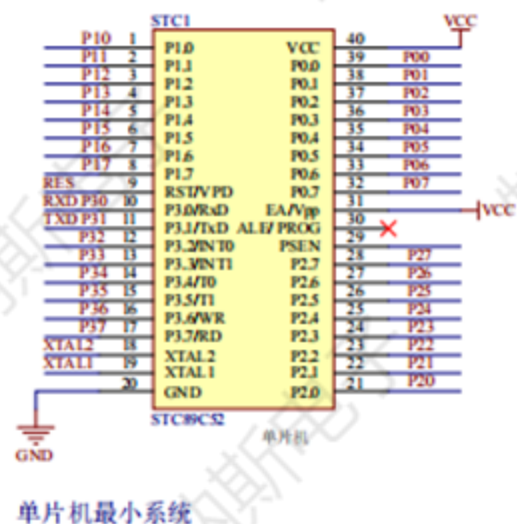 STC1
VCC
P10 1 P1.0 VCC 40
P11 2 P1.1 P0.0 39 P00
P12 3 P1.2 P0.1 38 P01
P13 4 P1.3 P0.2 37 P02
P14 5 P1.4 P0.3 36 P03
P15 6 P1.5 P0.4 35 P04
P16 7 P1.6 P0.5 34 P05
P17 8 P1.7 P0.6 33 P06
RES 9 RST/VPD P0.7 32 P07
RXD P30 10 P3.0/RxD EA/Vpp 31 VCC
TXD P31 11 P3.1/TxD ALE/PROG 30
P32 12 P3.2/INT0 PSEN 29
P33 13 P3.3/INT1 P2.7 28 P27
P34 14 P3.4/T0 P2.6 27 P26
P35 15 P3.5/T1 P2.5 26 P25
P36 16 P3.6/WR P2.4 25 P24
P37 17 P3.7/RD P2.3 24 P23
XTAL2 18 XTAL2 P2.2 23 P22
XTAL1 19 XTAL1 P2.1 22 P21
20 GND P2.0 21 P20
STC89C52
单片机
GND
单片机最小系统